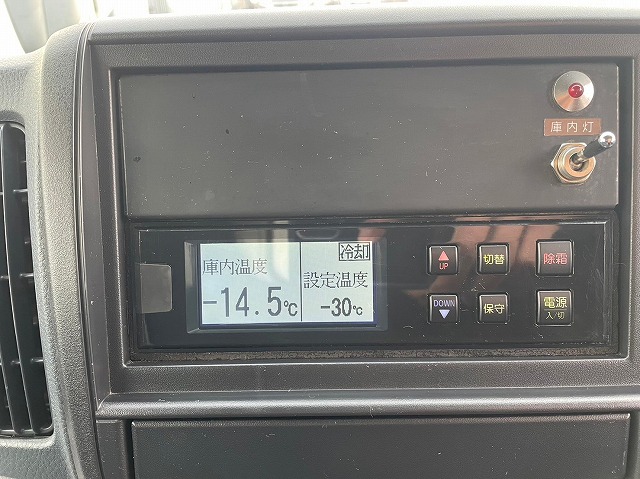 庫内灯
冷却
庫内温度
設定温度
-14.5℃
-30℃
UP
切替
除霜
DOWN
保守
電源
入/切